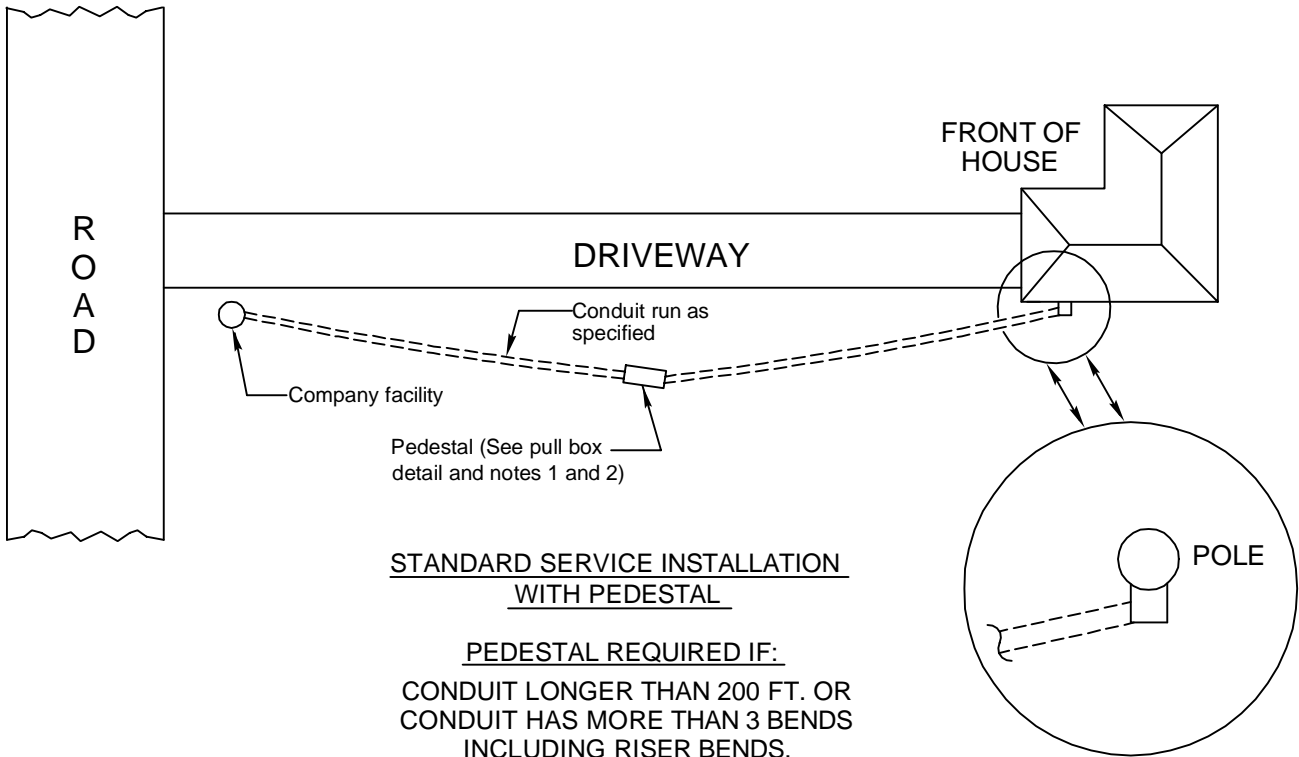 FRONT OF
HOUSE
R
O
A
D
DRIVEWAY
Conduit run as
specified
Company facility
Pedestal (See pull box
detail and notes 1 and 2)
POLE
STANDARD SERVICE INSTALLATION
WITH PEDESTAL
PEDESTAL REQUIRED IF:
CONDUIT LONGER THAN 200 FT. OR
CONDUIT HAS MORE THAN 3 BENDS
INCLUDING RISER BENDS.